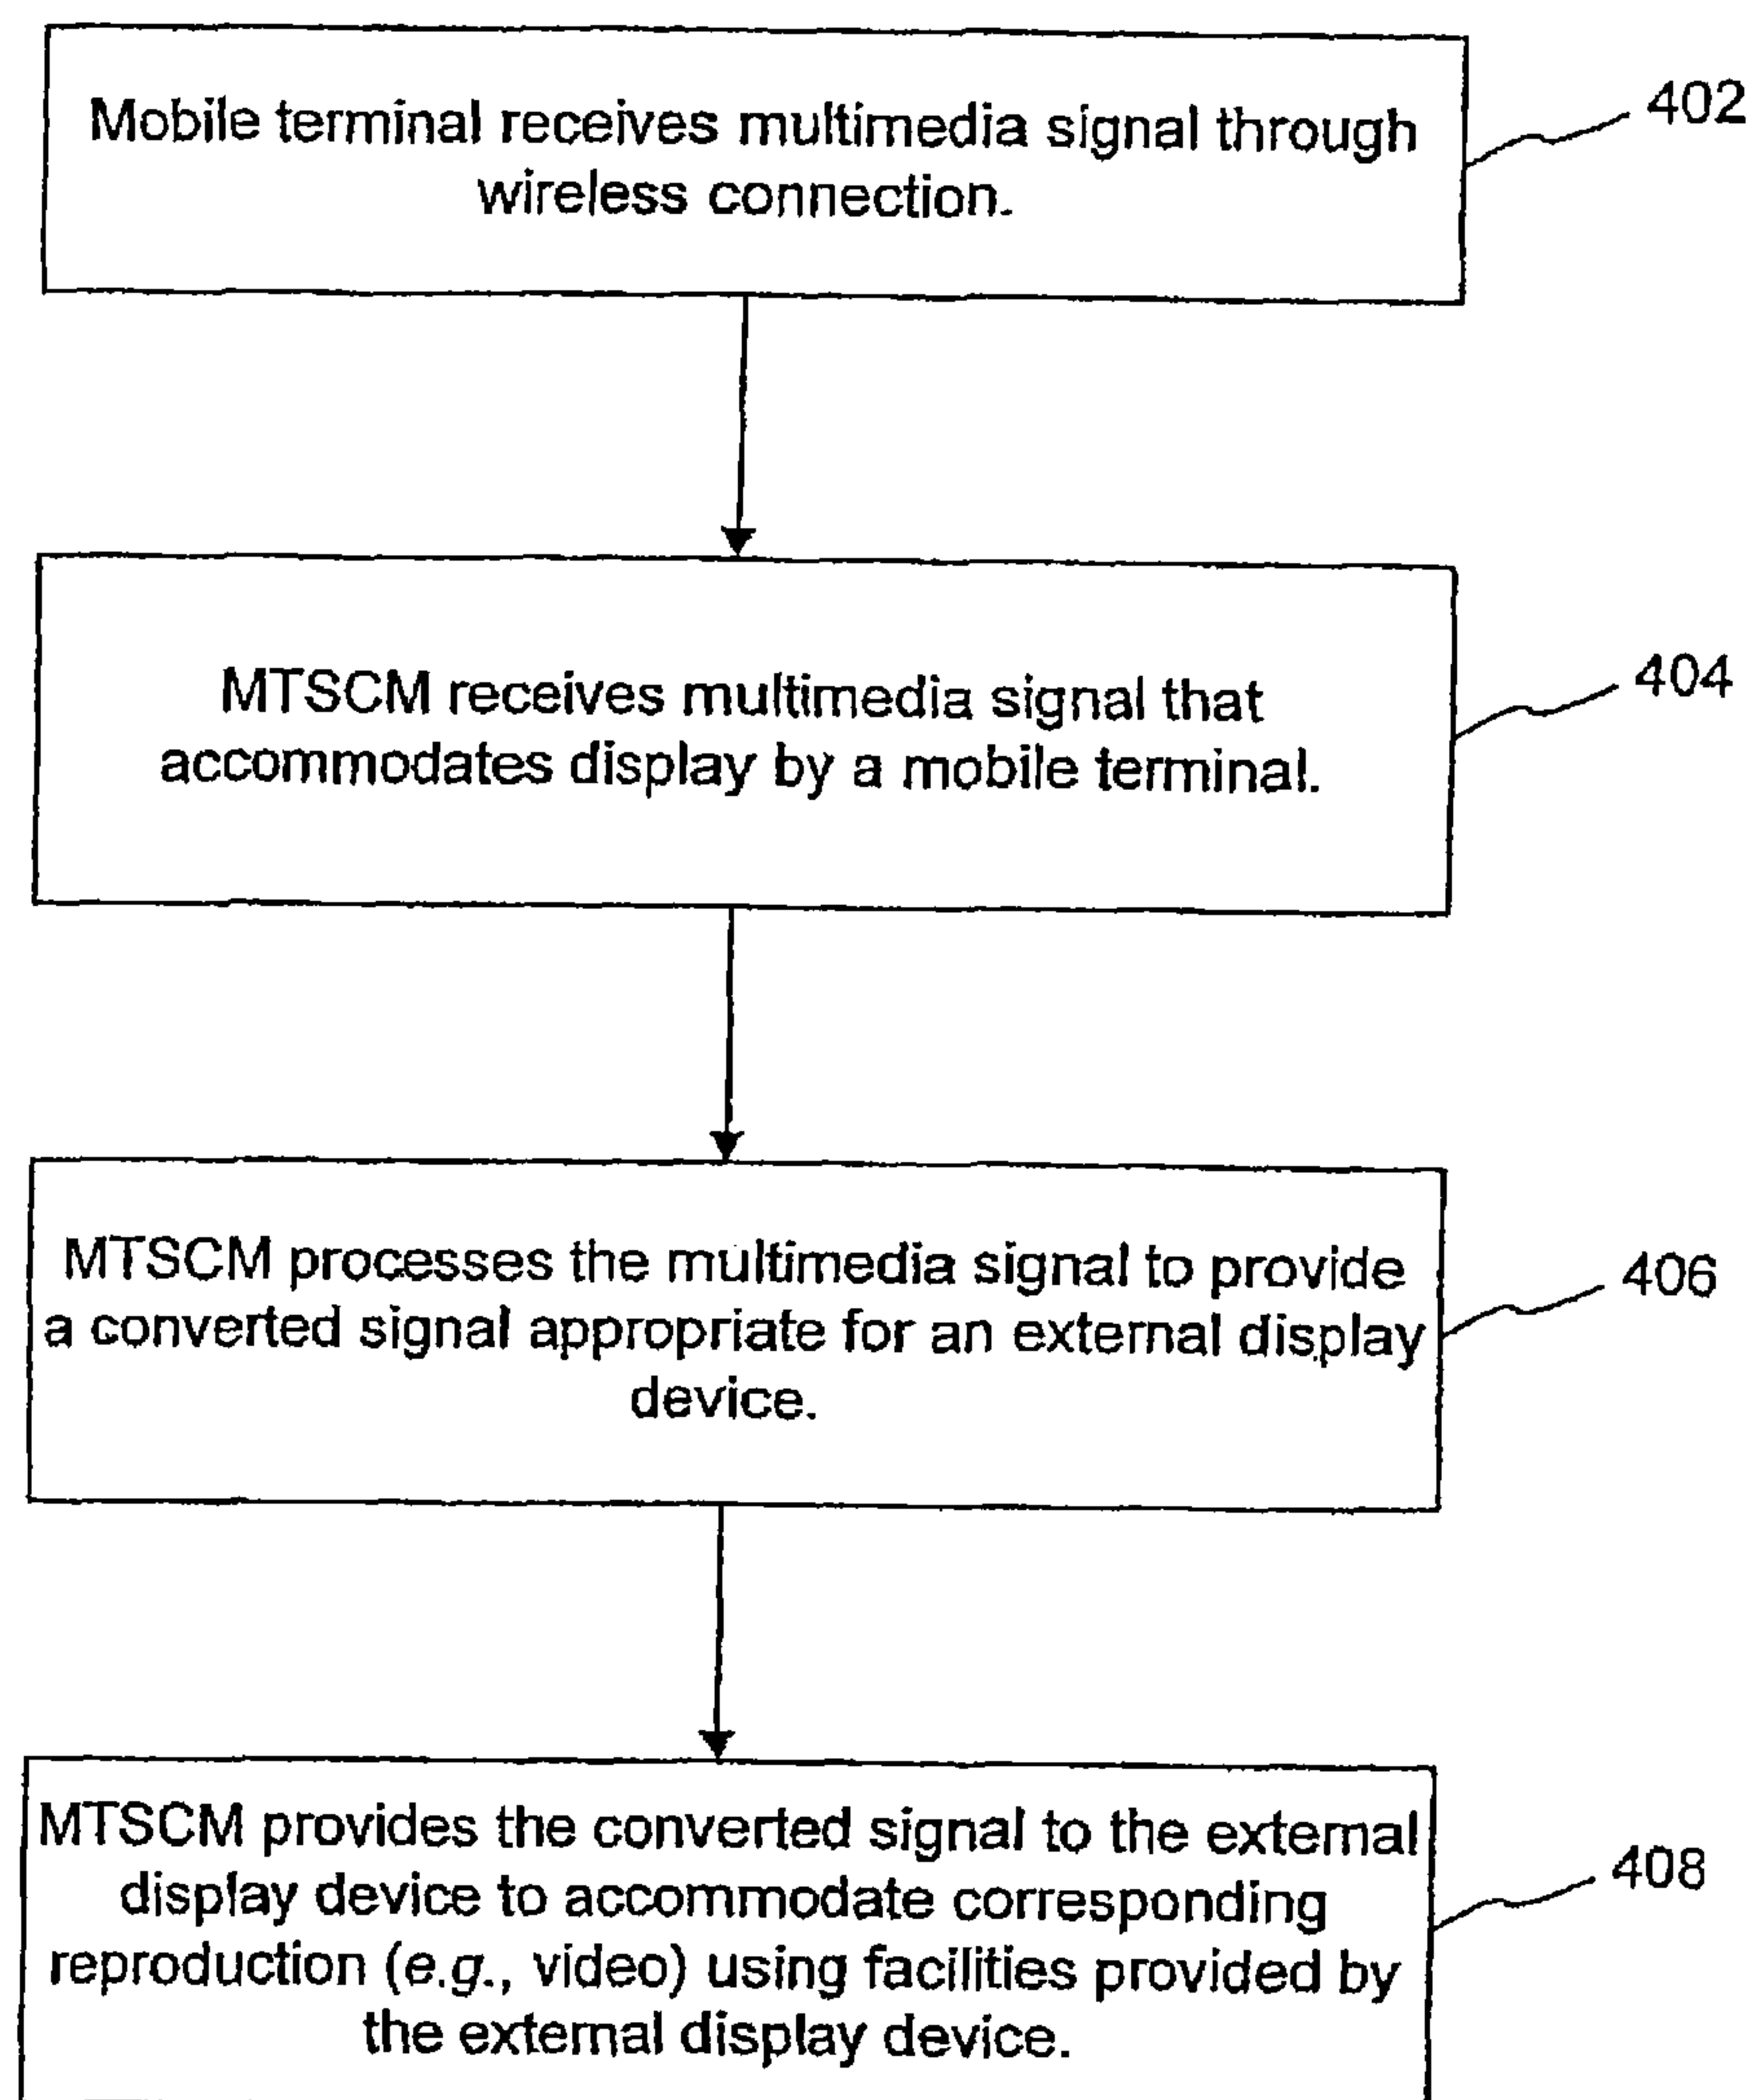 Mobile terminal receives multimedia signal through
wireless connection.
402
MTSCM receives multimedia signal that
accommodates display by a mobile terminal.
404
MTSCM processes the multimedia signal to provide
a converted signal appropriate for an external display
device.
406
MTSCM provides the converted signal to the external
display device to accommodate corresponding
reproduction (e.g., video) using facilities provided by
the external display device.
408